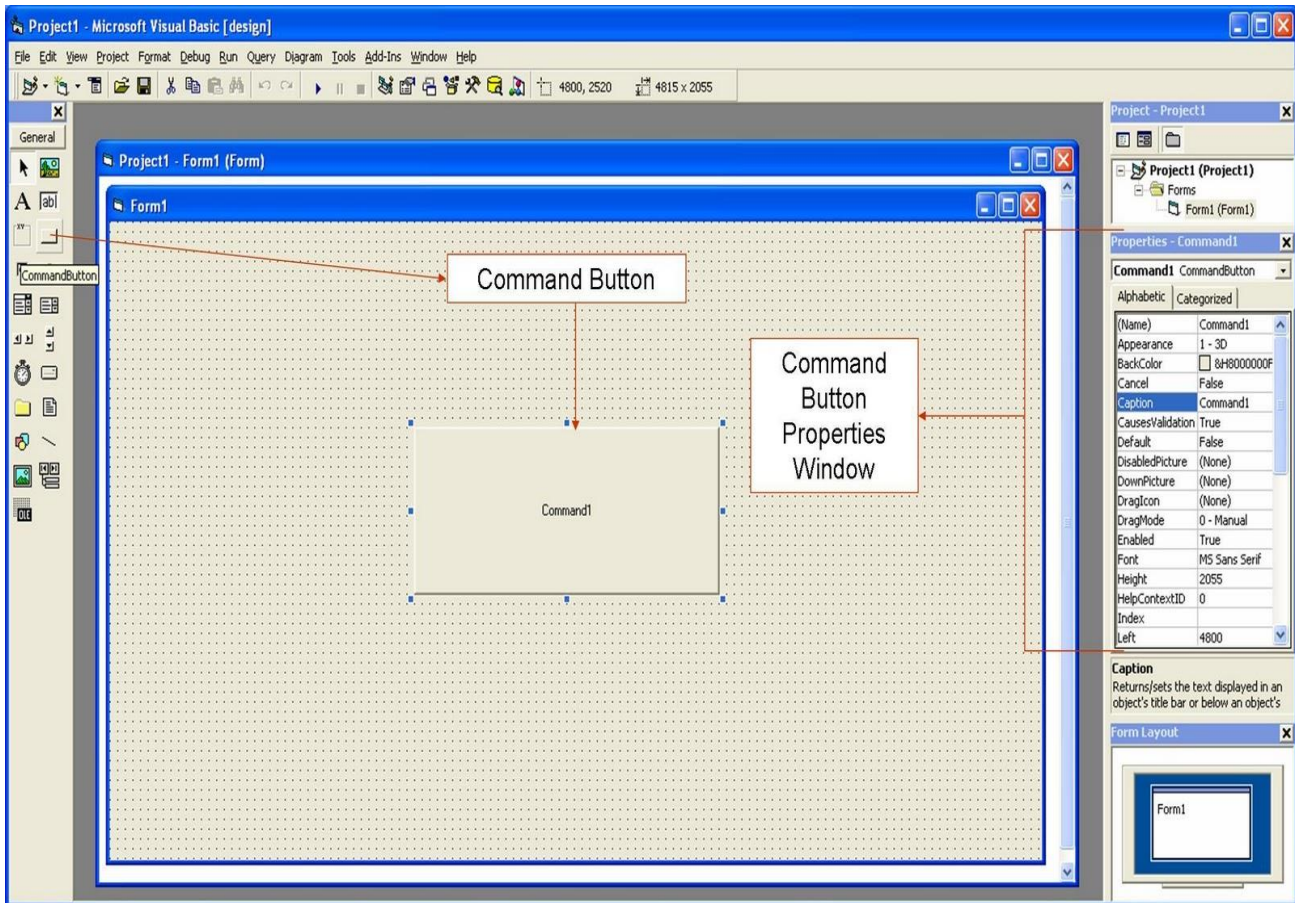 Project1 - Microsoft Visual Basic [design]
File Edit View Project Format Debug Run Query Diagram Tools Add-Ins Window Help
4800, 2520 4815 x 2055
General
A ab|
XY
CommandButton
OLE
Project1 - Form1 (Form)
Form1
Command Button
Command
Button
Properties
Window
Command1
Project - Project1
Project1 (Project1)
Forms
Form1 (Form1)
Properties - Command1
Command1 CommandButton
Alphabetic Categorized
(Name) Command1
Appearance 1 - 3D
BackColor &H8000000F
Cancel False
Caption Command1
CausesValidation True
Default False
DisabledPicture (None)
DownPicture (None)
DragIcon (None)
DragMode 0 - Manual
Enabled True
Font MS Sans Serif
Height 2055
HelpContextID 0
Index
Left 4800
Caption
Returns/sets the text displayed in an
object's title bar or below an object's
Form Layout
Form1